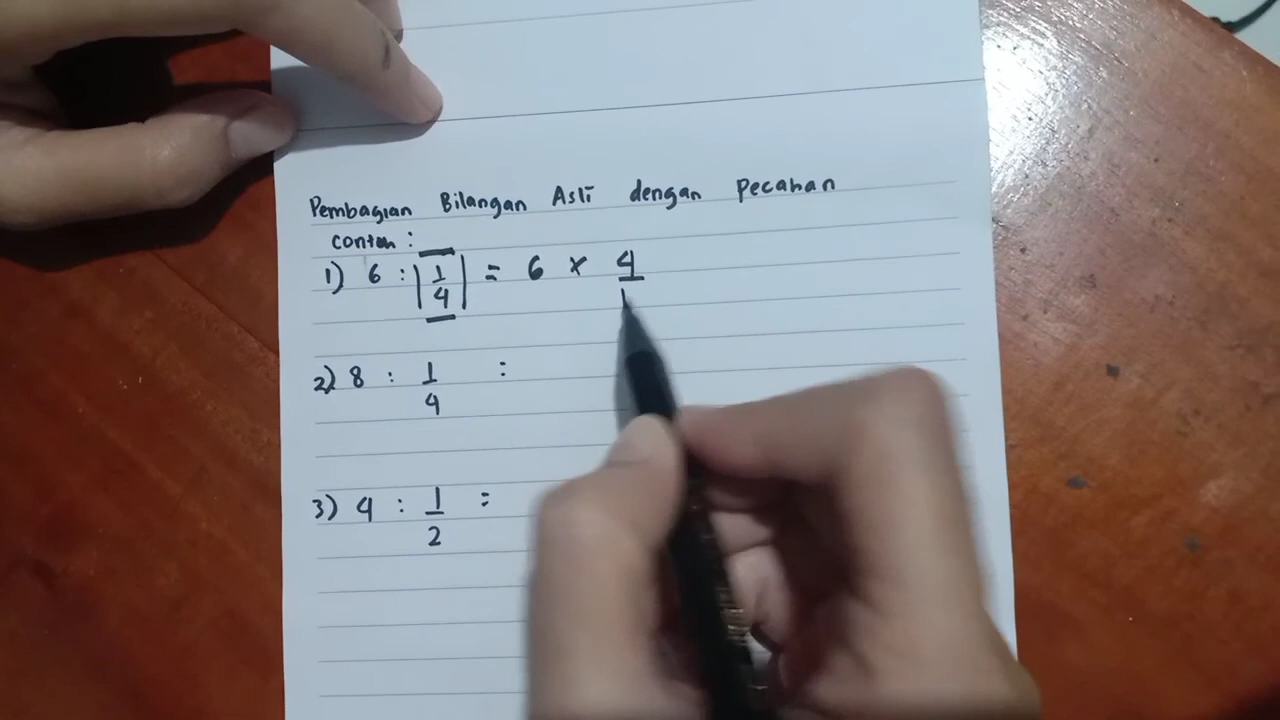 Pembagian Bilangan Asli dengan Pecahan
Contoh :
1) 6 : |1/4| = 6 x 4/1
2) 8 : 1/4 :
3) 4 : 1/2 =